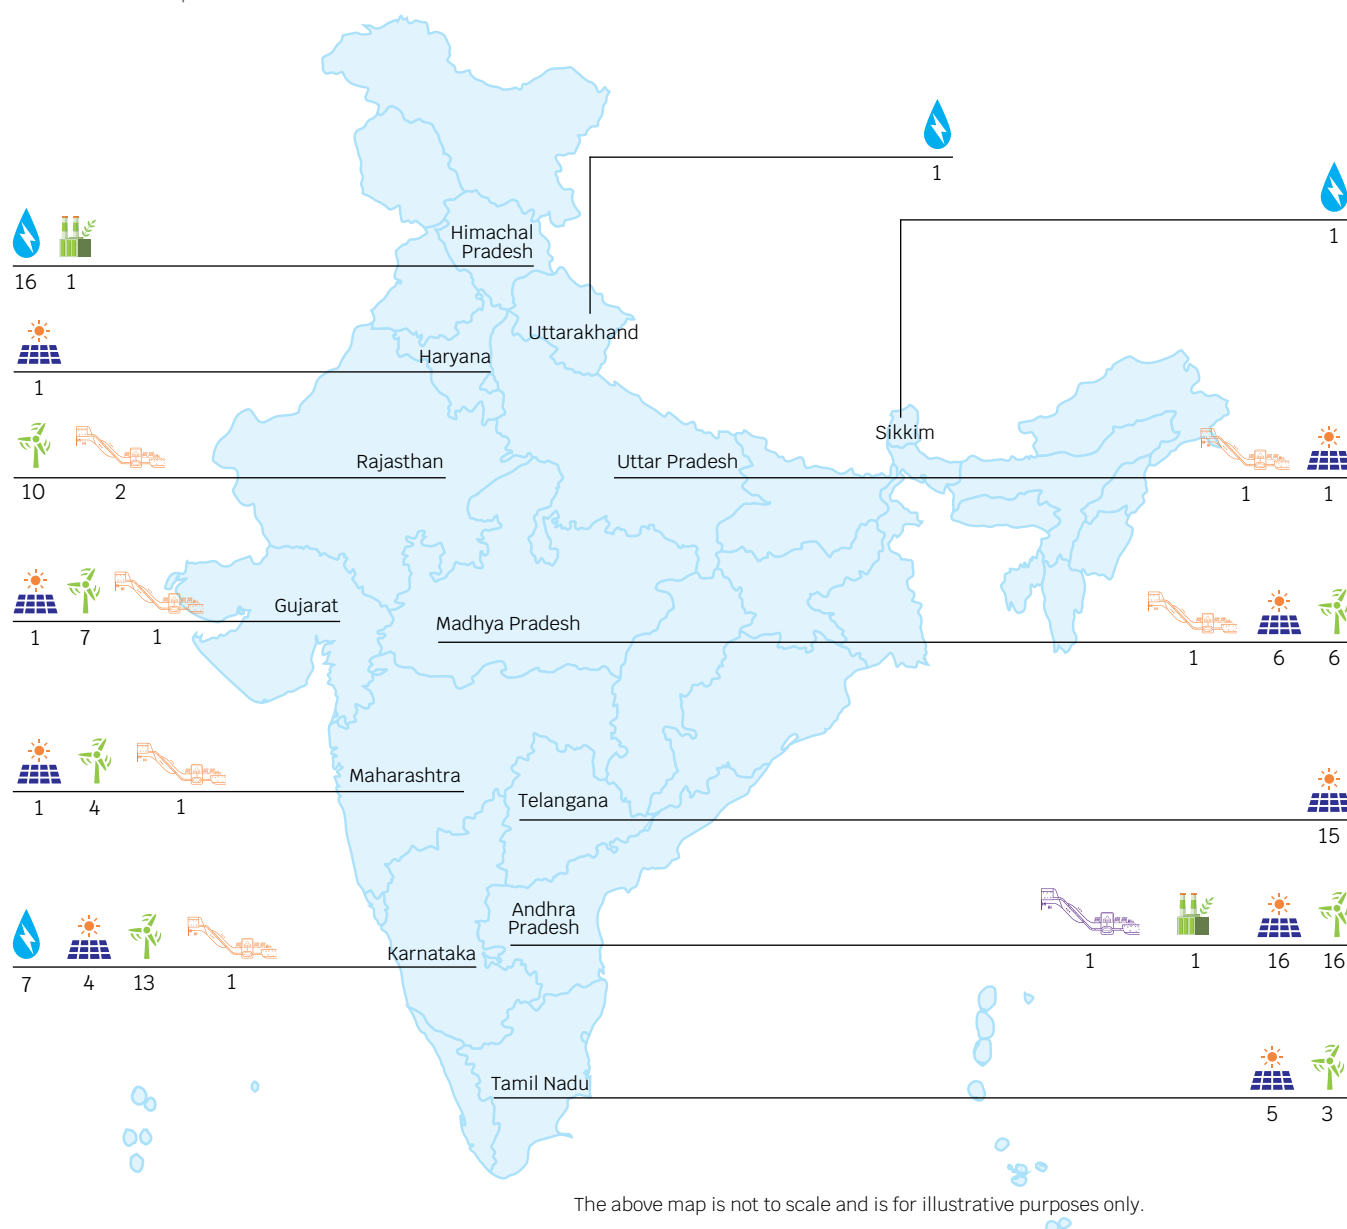 1
1
Himachal
Pradesh
16 1
Uttarakhand
Haryana
1
Sikkim
Rajasthan
10 2
Uttar Pradesh
1 1
Gujarat
1 7 1
Madhya Pradesh
1 6 6
Maharashtra
1 4 1
Telangana
15
Andhra
Pradesh
1 1 16 16
Karnataka
7 4 13 1
Tamil Nadu
5 3
The above map is not to scale and is for illustrative purposes only.